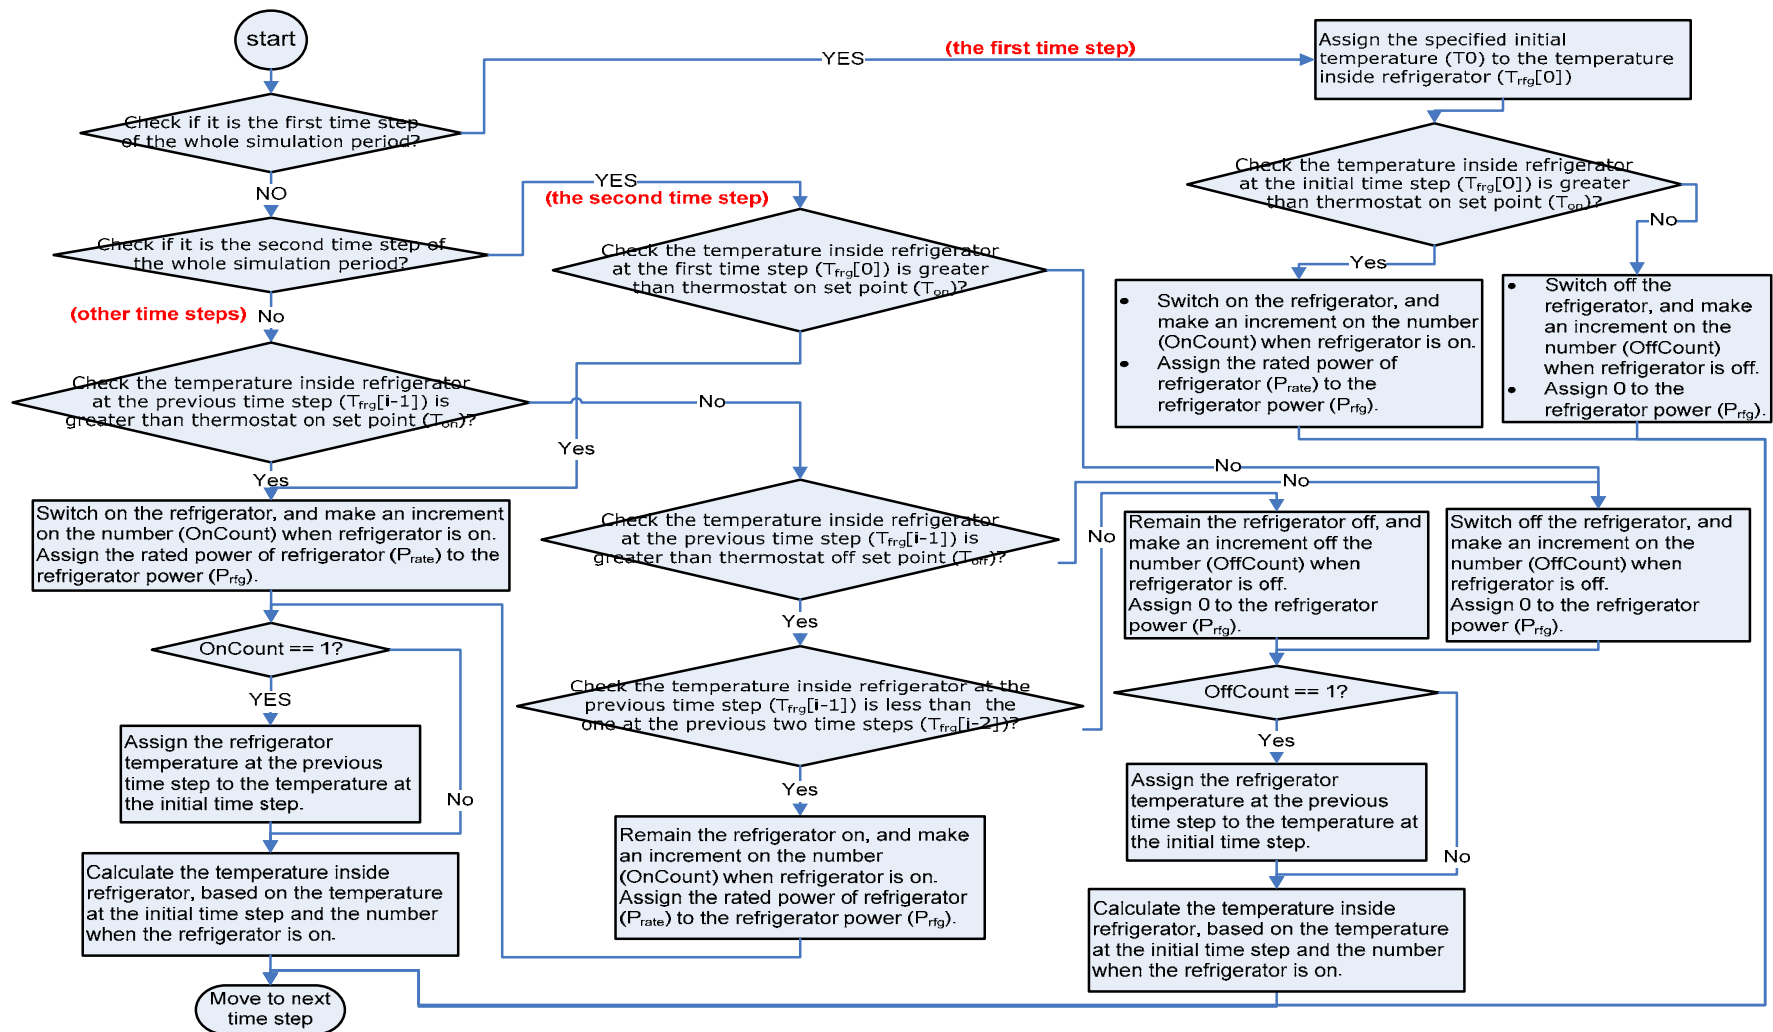 start
YES
(the first time step)
Assign the specified initial
temperature (T0) to the temperature
inside refrigerator (Trfg[0])
Check if it is the first time step
of the whole simulation period?
NO
Check the temperature inside refrigerator
at the initial time step (Tfrg[0]) is greater
than thermostat on set point (Ton)?
No
Yes
YES
(the second time step)
Check if it is the second time step of
the whole simulation period?
Check the temperature inside refrigerator
at the first time step (Tfrg[0]) is greater
than thermostat on set point (Ton)?
• Switch on the refrigerator, and
make an increment on the number
(OnCount) when refrigerator is on.
• Assign the rated power of
refrigerator (Prate) to the
refrigerator power (Prfg).
• Switch off the
refrigerator, and make
an increment on the
number (OffCount)
when refrigerator is off.
• Assign 0 to the
refrigerator power (Prfg).
(other time steps)
No
Check the temperature inside refrigerator
at the previous time step (Tfrg[i-1]) is
greater than thermostat on set point (Ton)?
No
Yes
Yes
No
No
No
Switch on the refrigerator, and make an increment
on the number (OnCount) when refrigerator is on.
Assign the rated power of refrigerator (Prate) to the
refrigerator power (Prfg).
Check the temperature inside refrigerator
at the previous time step (Tfrg[i-1]) is
greater than thermostat off set point (Toff)?
Remain the refrigerator off, and
make an increment off the
number (OffCount) when
refrigerator is off.
Assign 0 to the refrigerator
power (Prfg).
Switch off the refrigerator, and
make an increment on the
number (OffCount) when
refrigerator is off.
Assign 0 to the refrigerator
power (Prfg).
Yes
OnCount == 1?
YES
No
Check the temperature inside refrigerator at the
previous time step (Tfrg[i-1]) is less than the
one at the previous two time steps (Tfrg[i-2])?
Yes
OffCount == 1?
Yes
No
Assign the refrigerator
temperature at the previous
time step to the temperature at
the initial time step.
Assign the refrigerator
temperature at the previous
time step to the temperature at
the initial time step.
Remain the refrigerator on, and make
an increment on the number
(OnCount) when refrigerator is on.
Assign the rated power of refrigerator
(Prate) to the refrigerator power (Prfg).
Calculate the temperature inside
refrigerator, based on the temperature
at the initial time step and the number
when the refrigerator is on.
Calculate the temperature inside
refrigerator, based on the temperature
at the initial time step and the number
when the refrigerator is on.
Move to next
time step